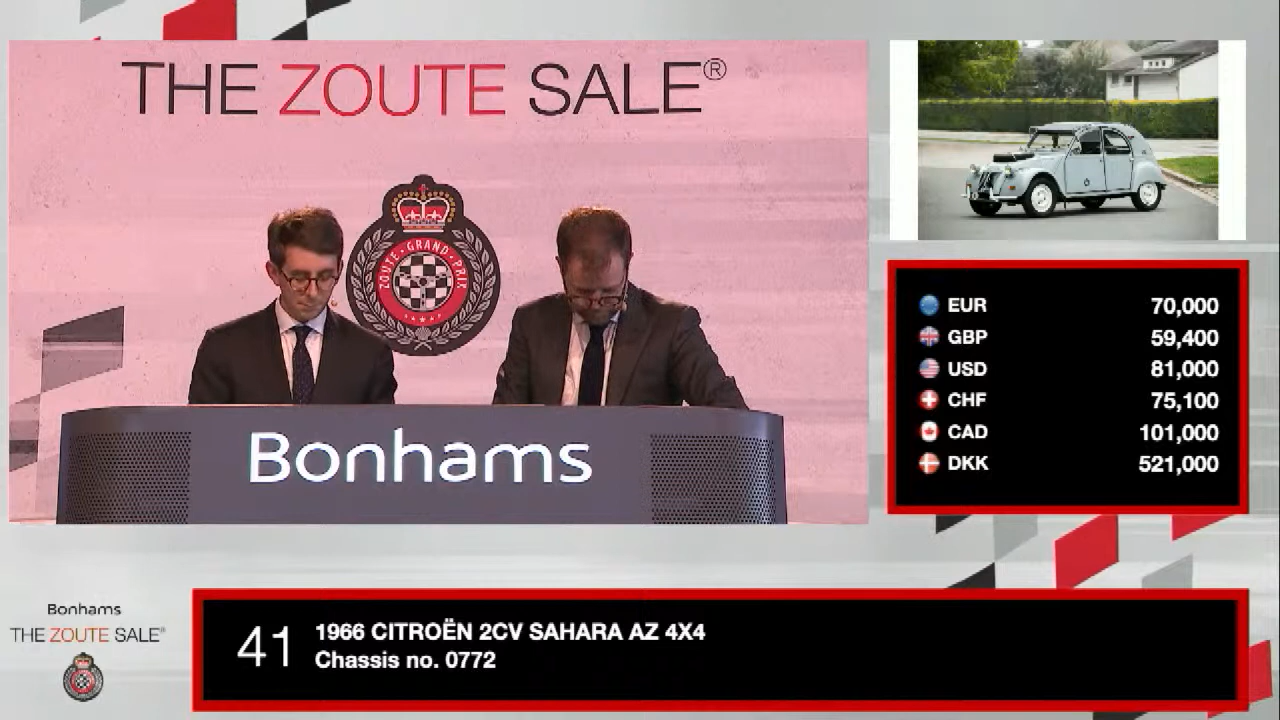 THE ZOUTE SALE®
ZOUTE · GRAND · PRIX
Bonhams
EUR 70,000
GBP 59,400
USD 81,000
CHF 75,100
CAD 101,000
DKK 521,000
Bonhams
THE ZOUTE SALE®
41
1966 CITROËN 2CV SAHARA AZ 4X4
Chassis no. 0772